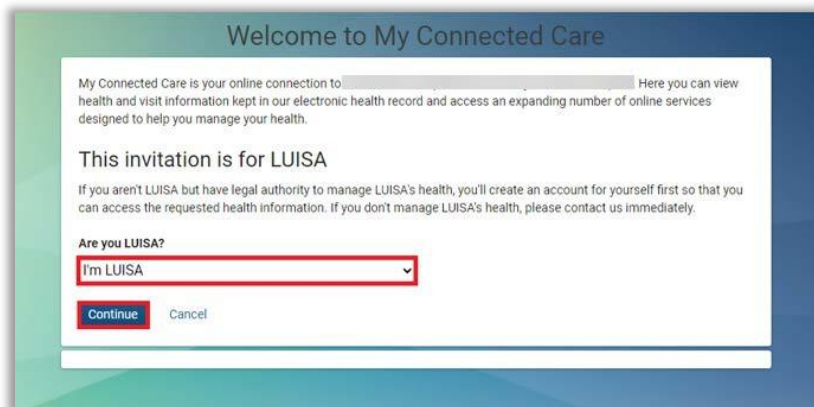 Welcome to My Connected Care
My Connected Care is your online connection to Here you can view
health and visit information kept in our electronic health record and access an expanding number of online services
designed to help you manage your health.
This invitation is for LUISA
If you aren't LUISA but have legal authority to manage LUISA's health, you'll create an account for yourself first so that you
can access the requested health information. If you don't manage LUISA's health, please contact us immediately.
Are you LUISA?
I'm LUISA
Continue Cancel